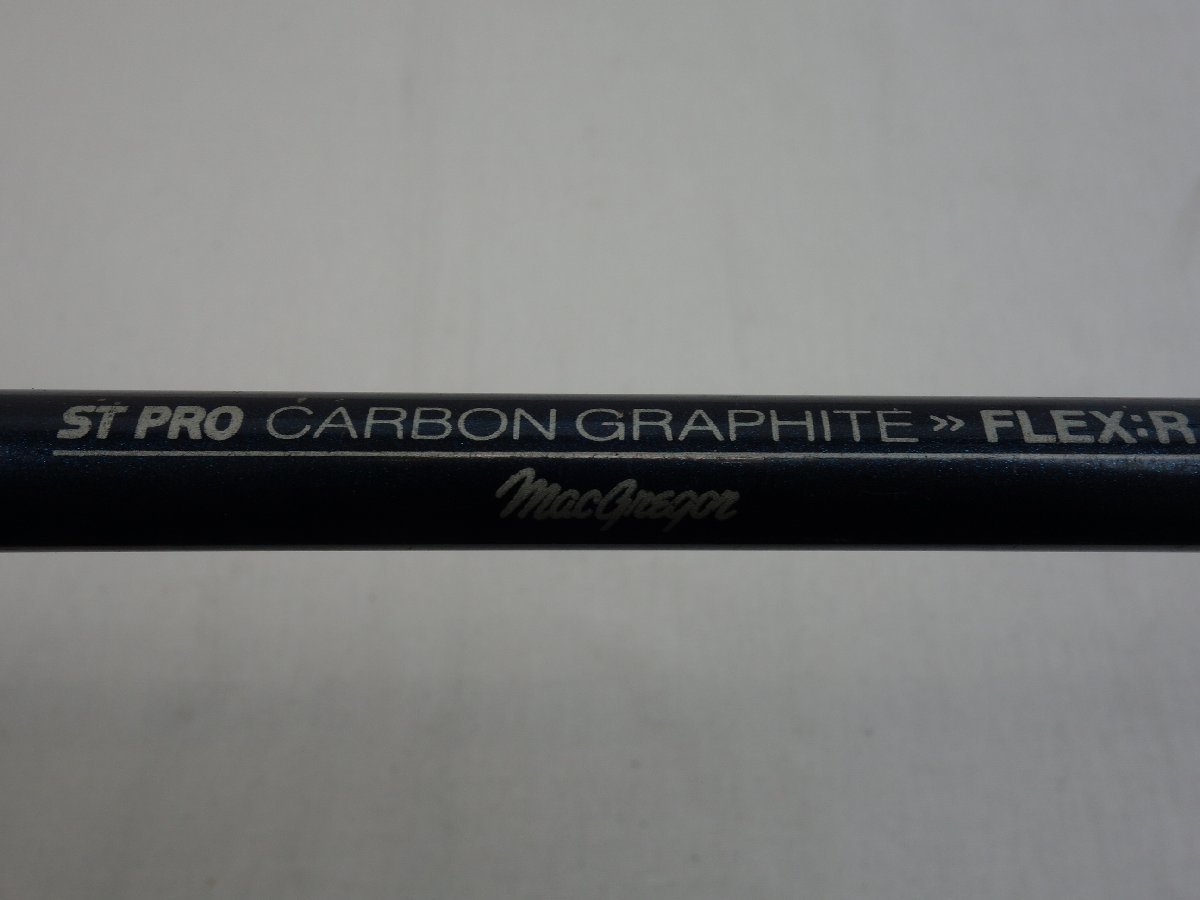 ST PRO CARBON GRAPHITE » FLEX:R
MacGregor